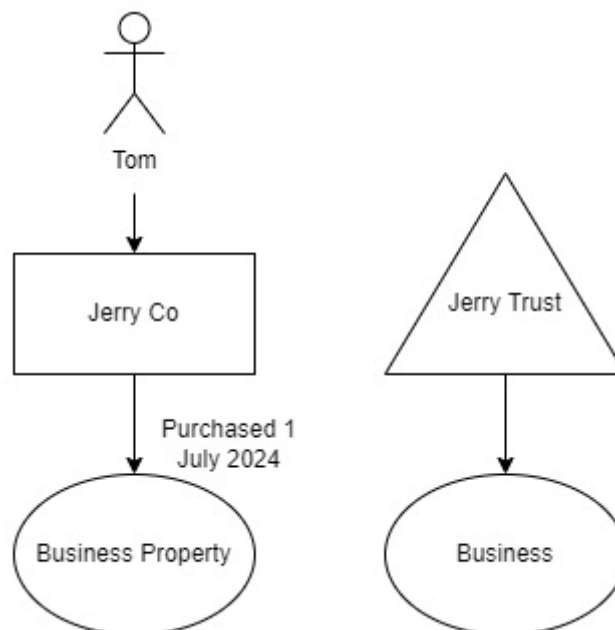 Tom
Jerry Co
Jerry Trust
Purchased 1
July 2024
Business Property
Business